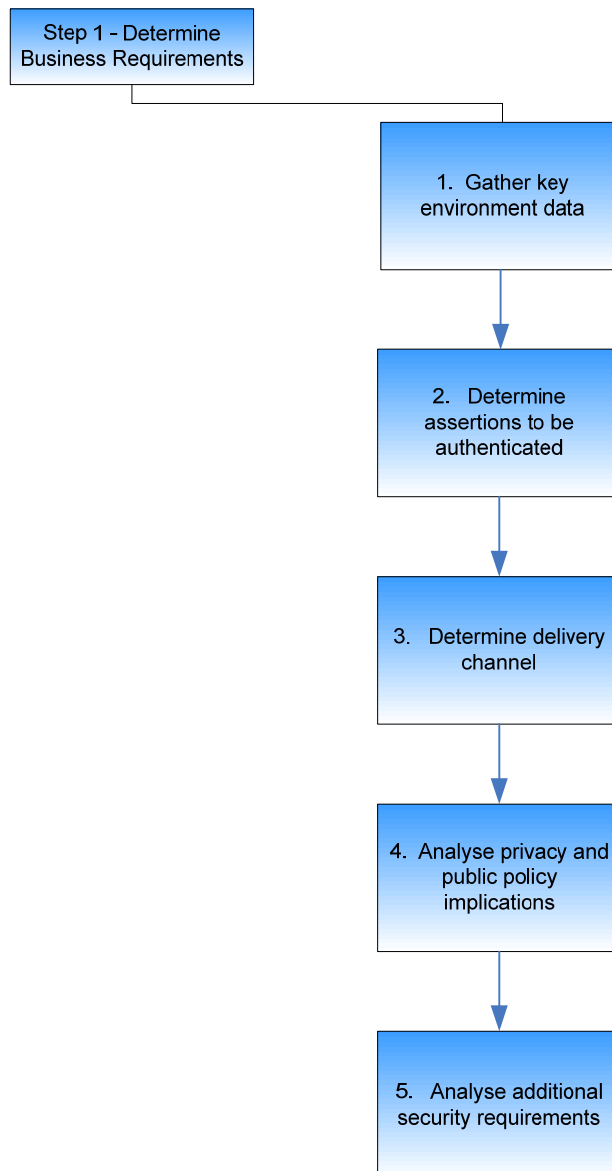 Step 1 - Determine
Business Requirements
1. Gather key
environment data
2. Determine
assertions to be
authenticated
3. Determine delivery
channel
4. Analyse privacy and
public policy
implications
5. Analyse additional
security requirements